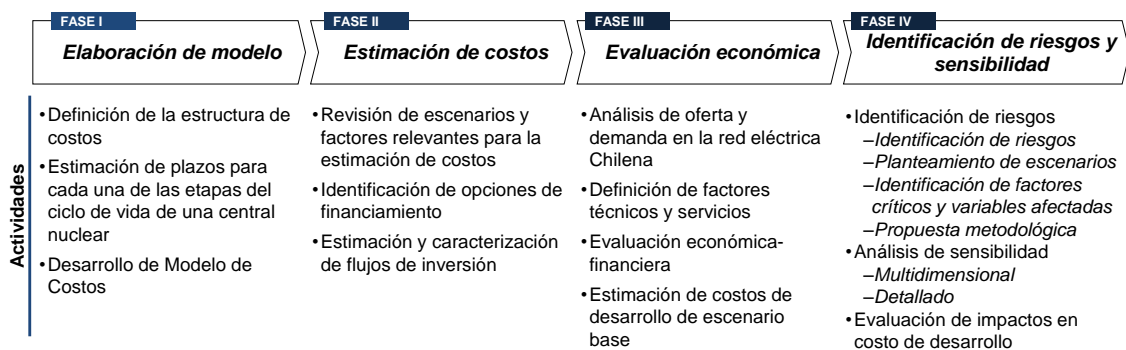 FASE I
Elaboración de modelo
FASE II
Estimación de costos
FASE III
Evaluación económica
FASE IV
Identificación de riesgos y
sensibilidad
Actividades
•Definición de la estructura de
costos
•Estimación de plazos para
cada una de las etapas del
ciclo de vida de una central
nuclear
•Desarrollo de Modelo de
Costos
•Revisión de escenarios y
factores relevantes para la
estimación de costos
•Identificación de opciones de
financiamiento
•Estimación y caracterización
de flujos de inversión
•Análisis de oferta y
demanda en la red eléctrica
Chilena
•Definición de factores
técnicos y servicios
•Evaluación económica-
financiera
•Estimación de costos de
desarrollo de escenario
base
•Identificación de riesgos
–Identificación de riesgos
–Planteamiento de escenarios
–Identificación de factores
críticos y variables afectadas
–Propuesta metodológica
•Análisis de sensibilidad
–Multidimensional
–Detallado
•Evaluación de impactos en
costo de desarrollo